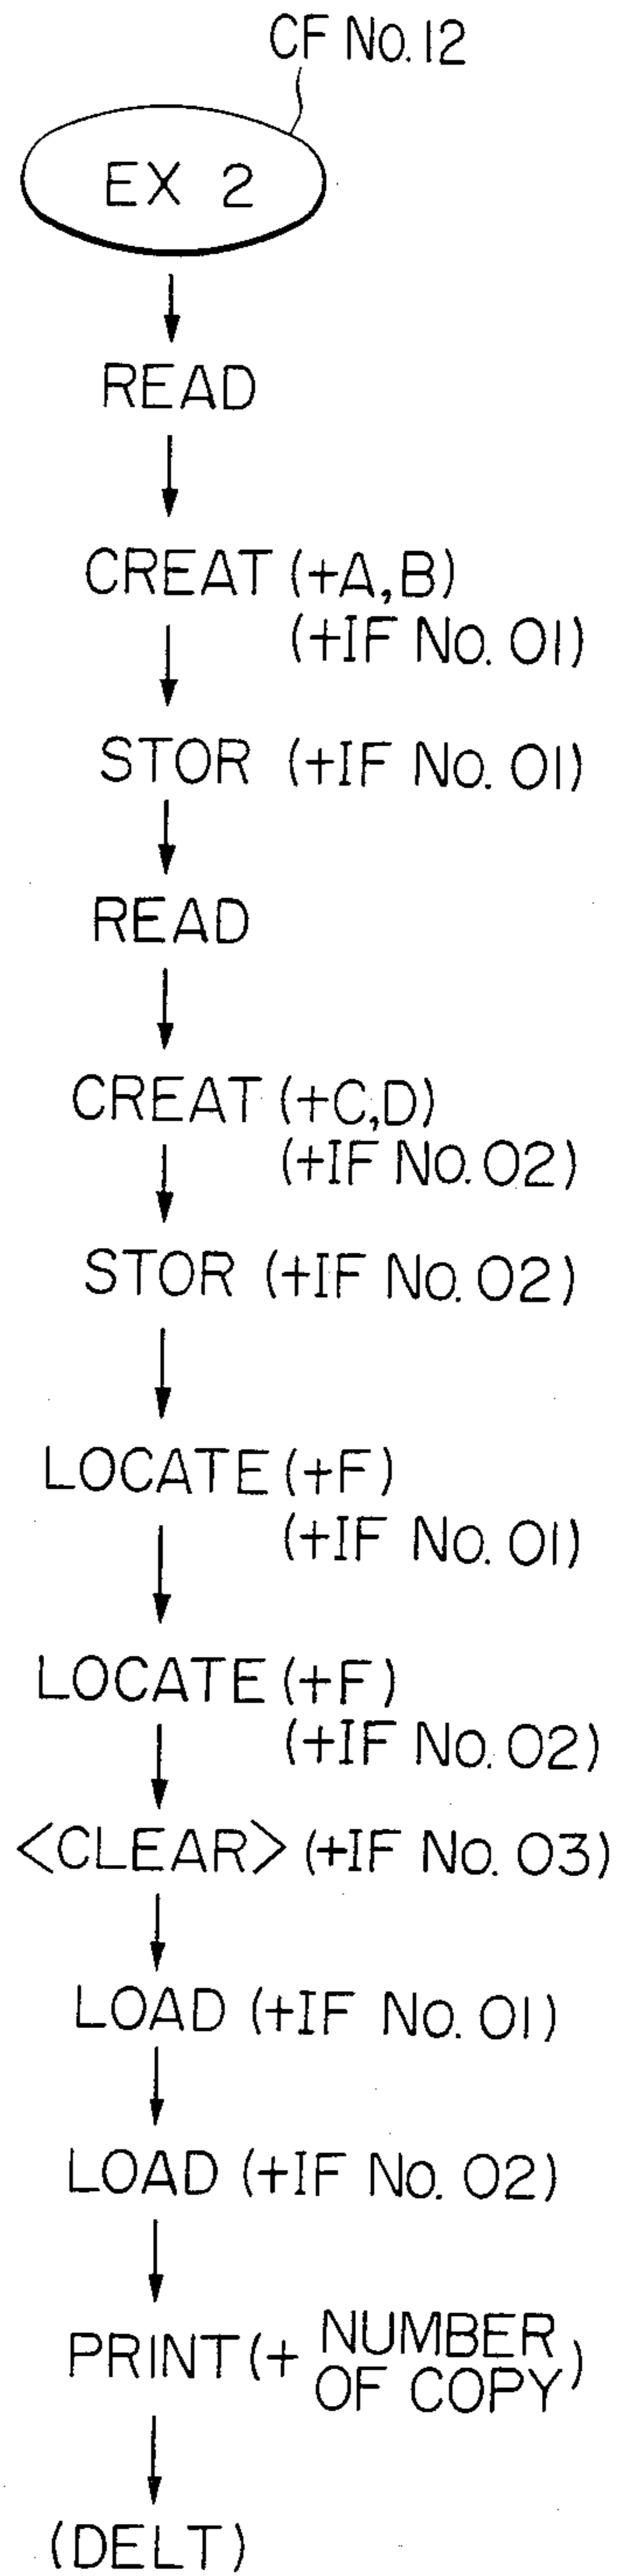 CF No.12
EX 2
READ
CREAT (+A,B)
(+IF No. 01)
STOR (+IF No. 01)
READ
CREAT (+C,D)
(+IF No. 02)
STOR (+IF No. 02)
LOCATE (+F)
(+IF No. 01)
LOCATE (+F)
(+IF No. 02)
<CLEAR> (+IF No. 03)
LOAD (+IF No. 01)
LOAD (+IF No. 02)
PRINT (+ NUMBER
OF COPY)
(DELT)